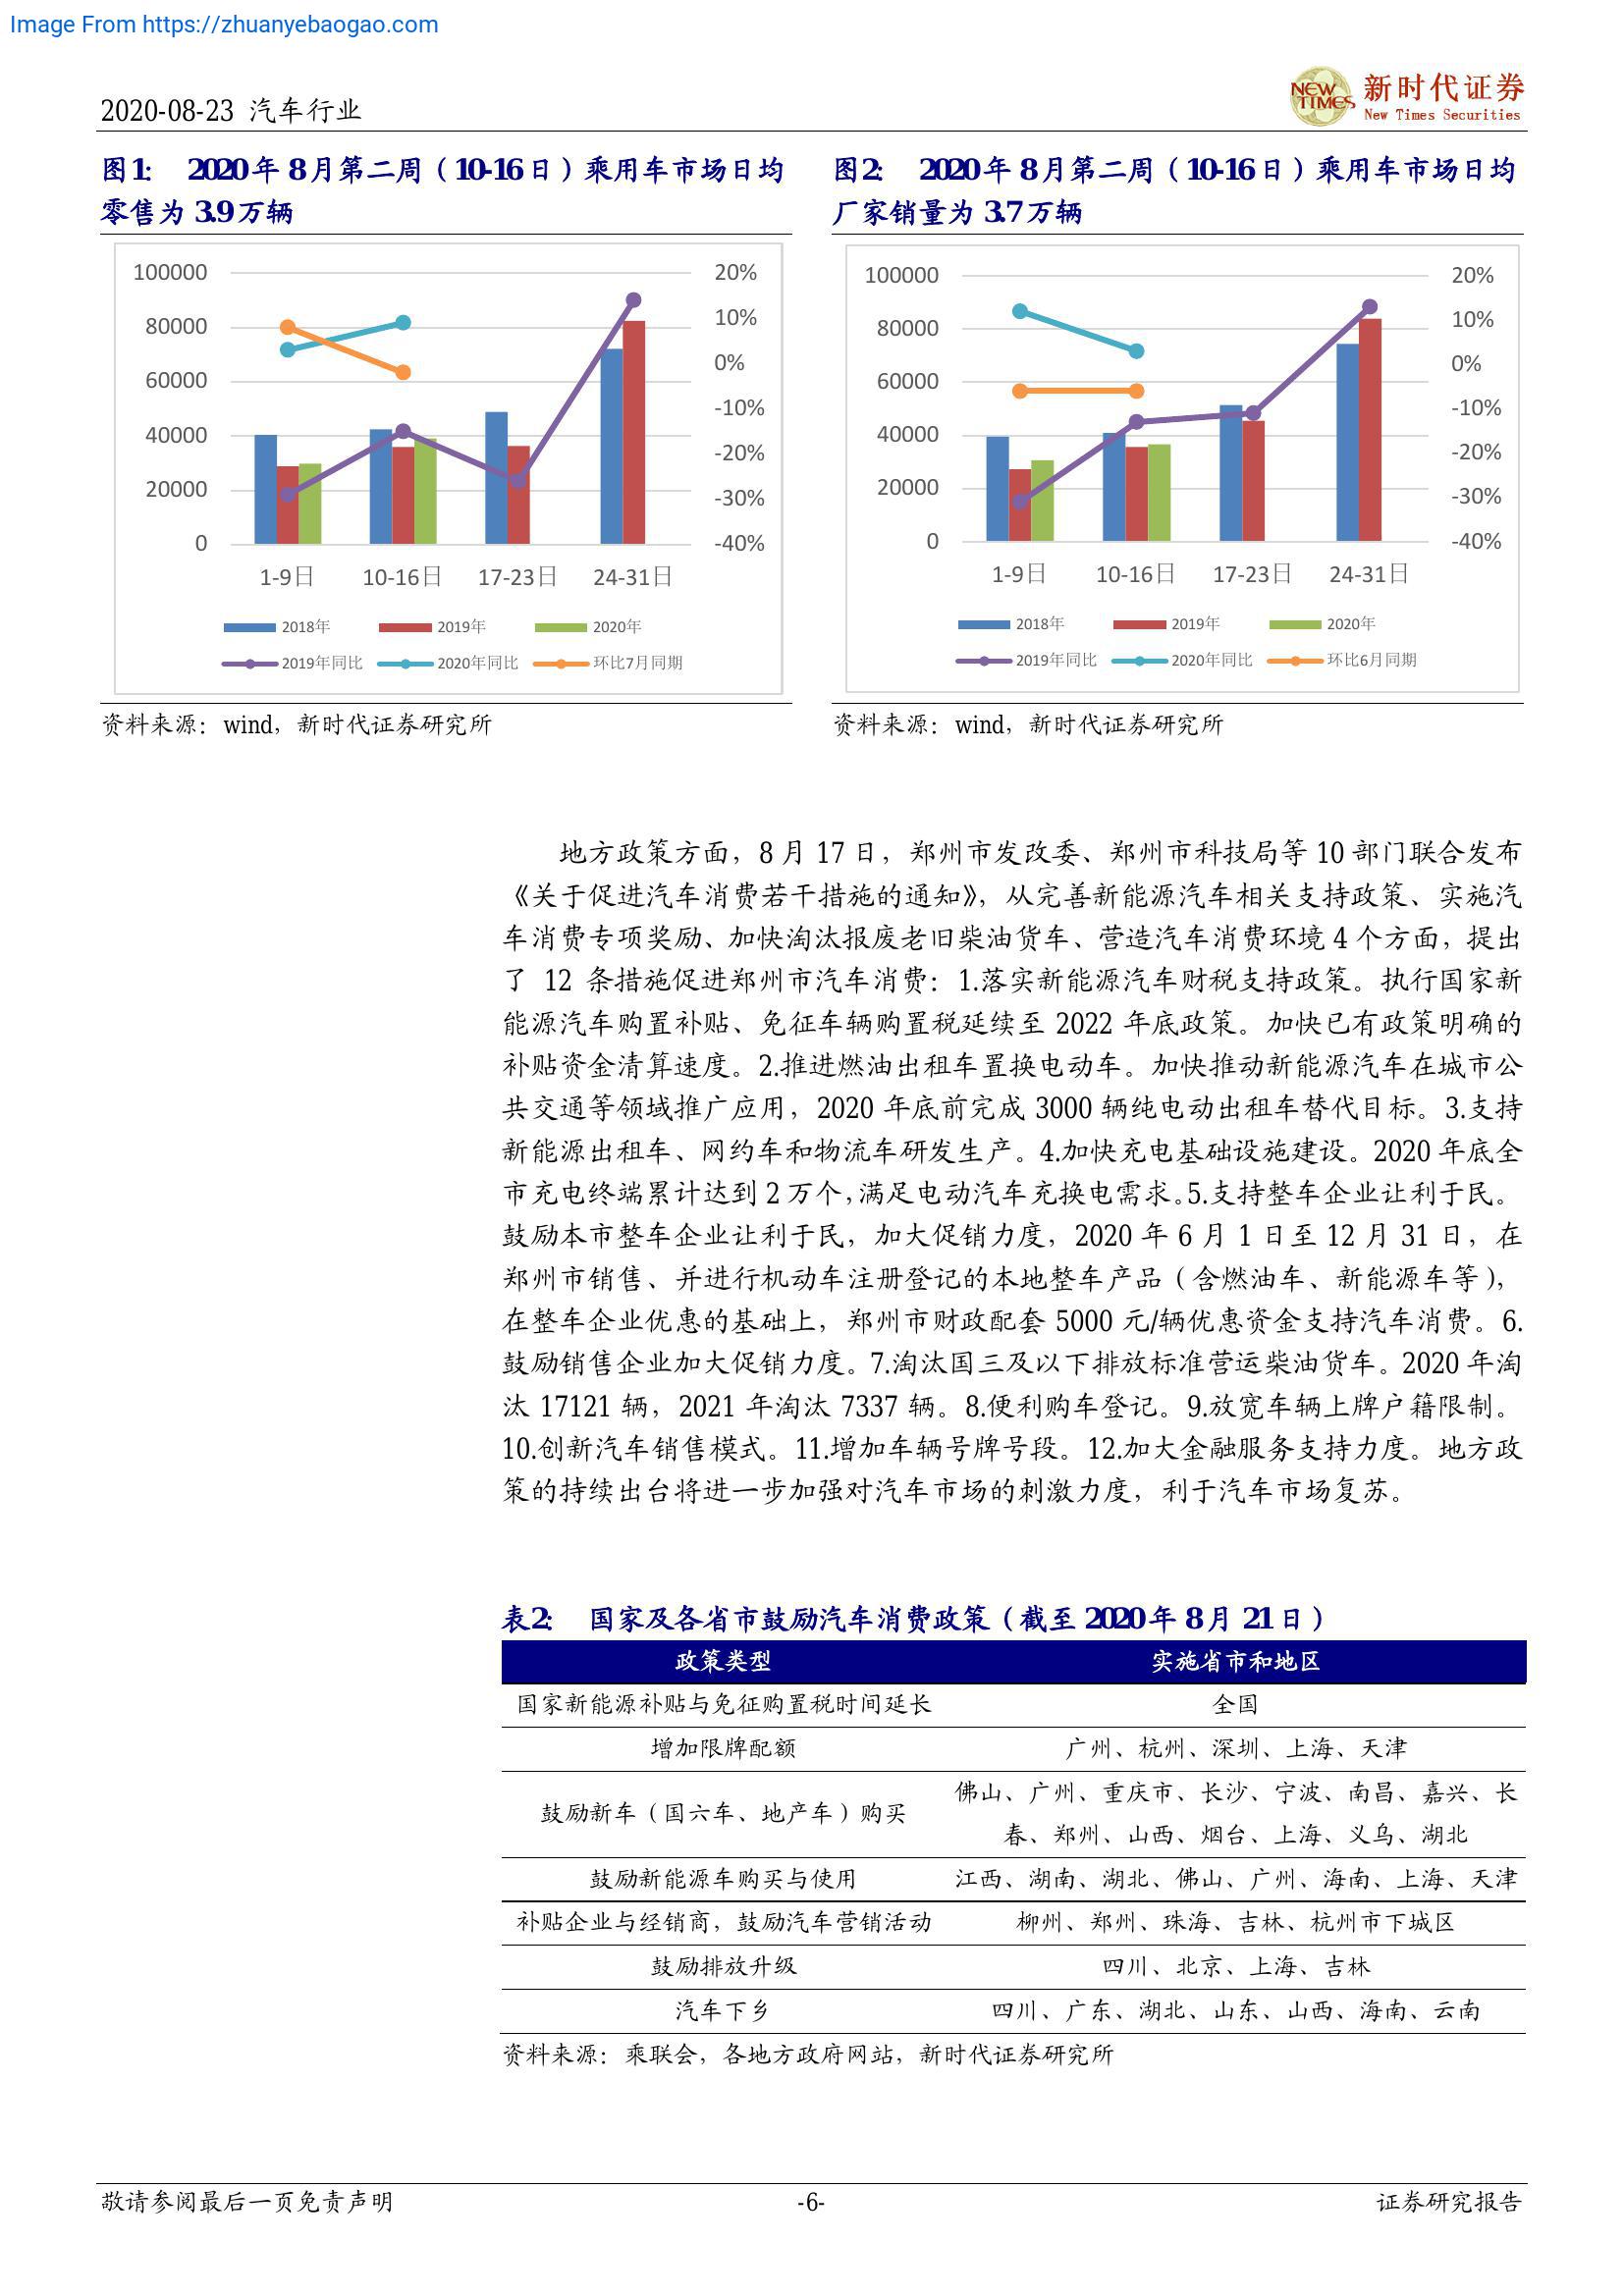 Image From https://zhuanyebaogao.com
2020-08-23 汽车行业
NEW TIMES
新时代证券
New Times Securities
图1: 2020年8月第二周（10-16日）乘用车市场日均
零售为 3.9万辆
100000
80000
60000
40000
20000
0
20%
10%
0%
-10%
-20%
-30%
-40%
1-9日 10-16日 17-23日 24-31日
2018年 2019年 2020年
2019年同比 2020年同比 环比7月同期
资料来源：wind，新时代证券研究所
图2: 2020年8月第二周（10-16日）乘用车市场日均
厂家销量为 3.7万辆
100000
80000
60000
40000
20000
0
20%
10%
0%
-10%
-20%
-30%
-40%
1-9日 10-16日 17-23日 24-31日
2018年 2019年 2020年
2019年同比 2020年同比 环比6月同期
资料来源：wind，新时代证券研究所
地方政策方面，8 月 17 日，郑州市发改委、郑州市科技局等 10 部门联合发布
《关于促进汽车消费若干措施的通知》，从完善新能源汽车相关支持政策、实施汽
车消费专项奖励、加快淘汰报废老旧柴油货车、营造汽车消费环境 4 个方面，提出
了 12 条措施促进郑州市汽车消费：1.落实新能源汽车财税支持政策。执行国家新
能源汽车购置补贴、免征车辆购置税延续至 2022 年底政策。加快已有政策明确的
补贴资金清算速度。2.推进燃油出租车置换电动车。加快推动新能源汽车在城市公
共交通等领域推广应用，2020 年底前完成 3000 辆纯电动出租车替代目标。3.支持
新能源出租车、网约车和物流车研发生产。4.加快充电基础设施建设。2020 年底全
市充电终端累计达到 2 万个，满足电动汽车充换电需求。5.支持整车企业让利于民。
鼓励本市整车企业让利于民，加大促销力度，2020 年 6 月 1 日至 12 月 31 日，在
郑州市销售、并进行机动车注册登记的本地整车产品（含燃油车、新能源车等），
在整车企业优惠的基础上，郑州市财政配套 5000 元/辆优惠资金支持汽车消费。6.
鼓励销售企业加大促销力度。7.淘汰国三及以下排放标准营运柴油货车。2020 年淘
汰 17121 辆，2021 年淘汰 7337 辆。8.便利购车登记。9.放宽车辆上牌户籍限制。
10.创新汽车销售模式。11.增加车辆号牌号段。12.加大金融服务支持力度。地方政
策的持续出台将进一步加强对汽车市场的刺激力度，利于汽车市场复苏。
表2: 国家及各省市鼓励汽车消费政策（截至 2020年8月 21日）
政策类型 实施省市和地区
国家新能源补贴与免征购置税时间延长 全国
增加限牌配额 广州、杭州、深圳、上海、天津
鼓励新车（国六车、地产车）购买 佛山、广州、重庆市、长沙、宁波、南昌、嘉兴、长
春、郑州、山西、烟台、上海、义乌、湖北
鼓励新能源车购买与使用 江西、湖南、湖北、佛山、广州、海南、上海、天津
补贴企业与经销商，鼓励汽车营销活动 柳州、郑州、珠海、吉林、杭州市下城区
鼓励排放升级 四川、北京、上海、吉林
汽车下乡 四川、广东、湖北、山东、山西、海南、云南
资料来源：乘联会，各地方政府网站，新时代证券研究所
敬请参阅最后一页免责声明 -6- 证券研究报告